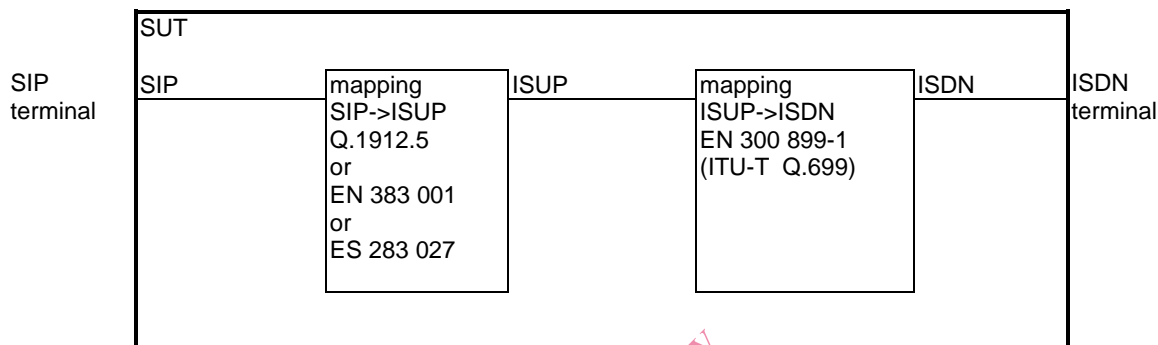 SUT
SIP
terminal
SIP
mapping
SIP->ISUP
Q.1912.5
or
EN 383 001
or
ES 283 027
ISUP
mapping
ISUP->ISDN
EN 300 899-1
(ITU-T Q.699)
ISDN
ISDN
terminal